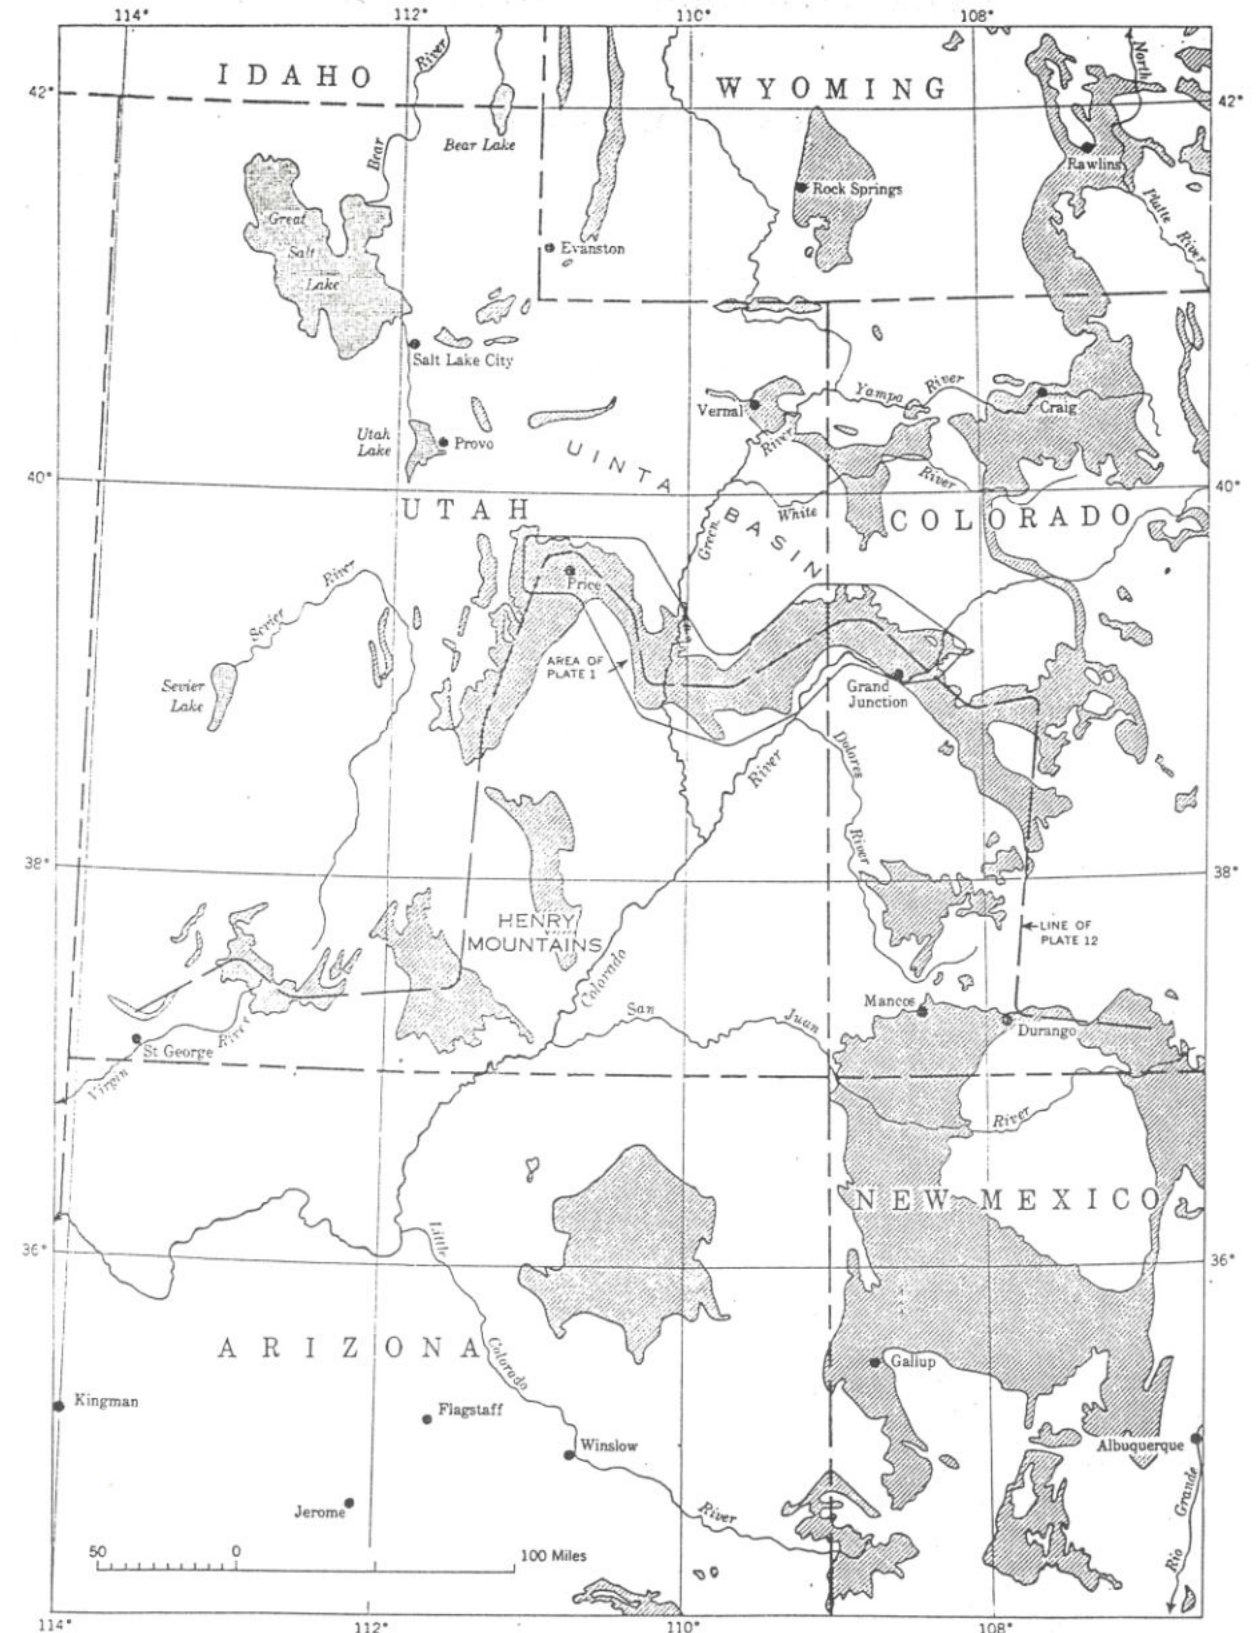 114°
112°
110°
108°
IDAHO
WYOMING
River
North
42°
42°
Bear
Bear Lake
Rawlins
Rock Springs
Platte
River
Great
Salt
Lake
Evanston
Salt Lake City
Vernal
Yampa
River
Craig
Utah
Lake
Provo
River
UINTA
BASIN
40°
40°
UTAH
White
River
COLORADO
Green
River
Price
Sevier
AREA OF
PLATE 1
Sevier
Lake
Grand
Junction
Dolores
River
River
38°
38°
HENRY
MOUNTAINS
LINE OF
PLATE 12
Colorado
San
Juan
Mancos
Durango
St George
River
Virgin
River
NEW MEXICO
36°
36°
Little
ARIZONA
Colorado
Gallup
Kingman
Flagstaff
Winslow
Albuquerque
Jerome
River
Rio
Grande
50
0
100 Miles
114°
112°
110°
108°